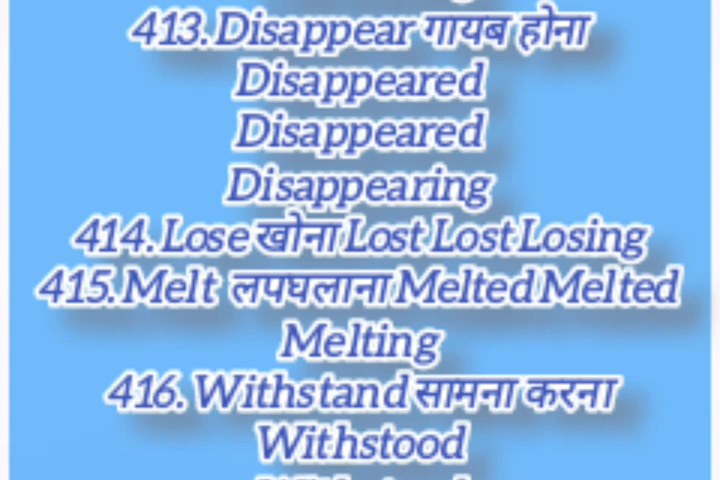 413.Disappear गायब होना
Disappeared
Disappeared
Disappearing
414.Lose खोना Lost Lost Losing
415.Melt लपघलाना Melted Melted
Melting
416. Withstand सामना करना
Withstood